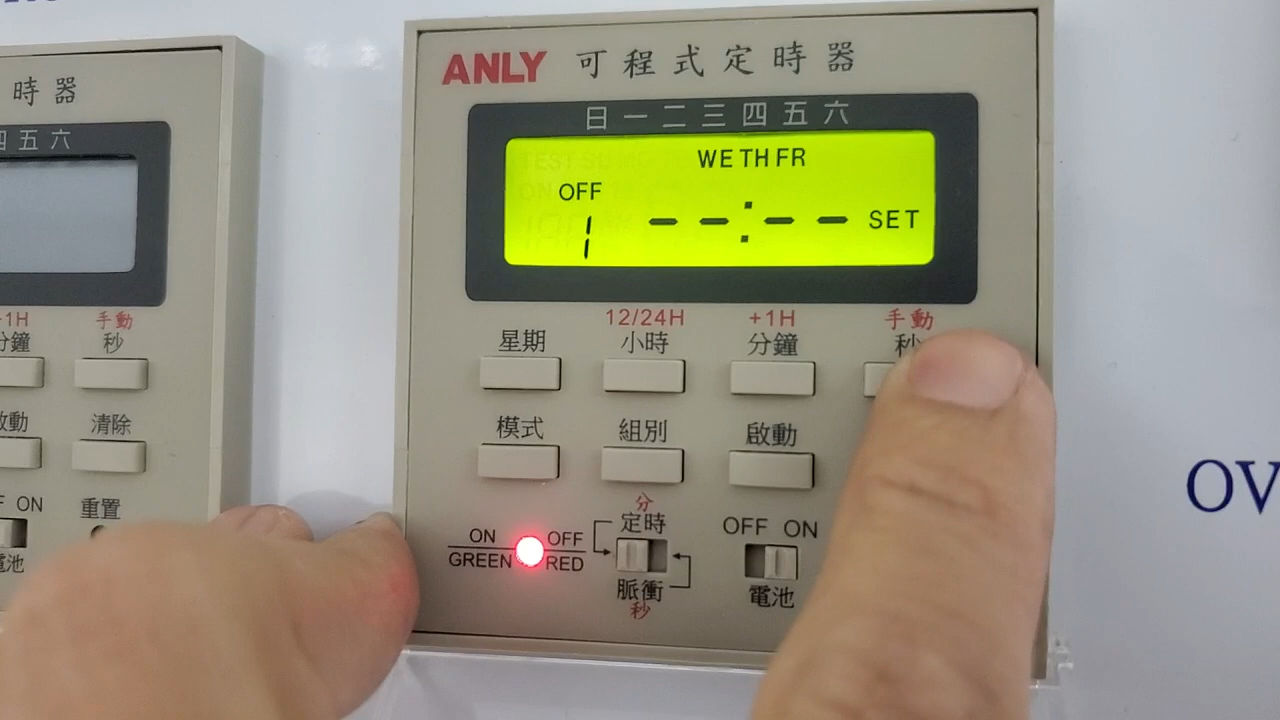 時器
四五六
+1H 手動
分鐘 秒
啟動 清除
ON 重置
電池
ANLY 可程式定時器
日一二三四五六
WE TH FR
OFF
1 --:-- SET
12/24H +1H 手動
星期 小時 分鐘 秒
模式 組別 啟動
分
ON OFF 定時 OFF ON
GREEN RED
脈衝 電池
秒
OV